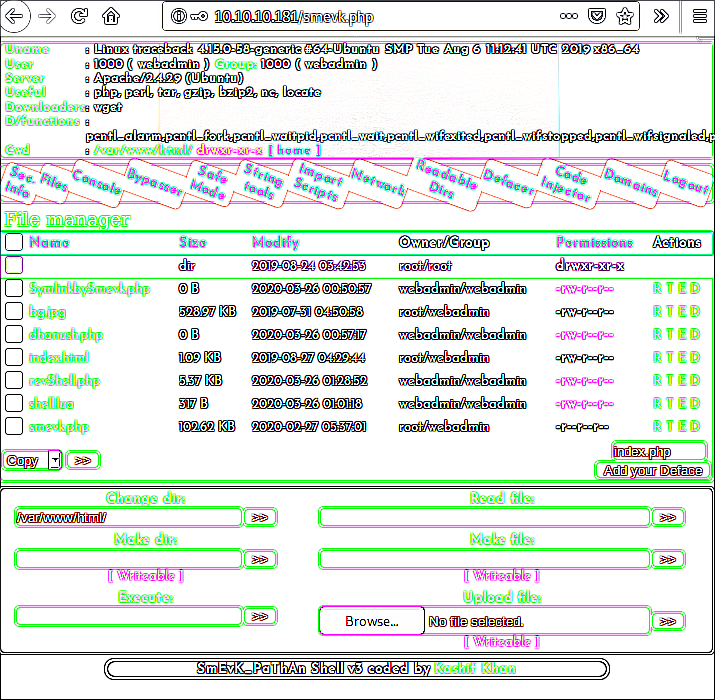 10.10.10.181/smevk.php
Uname : Linux traceback 4.15.0-58-generic #64-Ubuntu SMP Tue Aug 6 11:12:41 UTC 2019 x86_64
User : 1000 ( webadmin ) Group: 1000 ( webadmin )
Server : Apache/2.4.29 (Ubuntu)
Useful : php, perl, tar, gzip, bzip2, nc, locate
Downloaders : wget
D/functions :
pcntl_alarm,pcntl_fork,pcntl_waitpid,pcntl_wait,pcntl_wifexited,pcntl_wifstopped,pcntl_wifsignaled,p
Cwd : /var/www/html/ drwxr-xr-x [ home ]
Sec. Info Files Console Bypasser Safe Mode String tools Import Scripts Network Readable Dirs Defacer Code Injector Domains Logout
File manager
Name Size Modify Owner/Group Permissions Actions
dir 2019-08-24 03:42:53 root/root drwxr-xr-x
SymlinkbySmevk.php 0 B 2020-03-26 00:50:57 webadmin/webadmin -rw-r--r-- R T E D
bg.jpg 528.97 KB 2019-07-31 04:50:58 root/webadmin -rw-r--r-- R T E D
dhanush.php 0 B 2020-03-26 00:57:17 webadmin/webadmin -rw-r--r-- R T E D
index.html 1.09 KB 2019-08-27 04:29:44 root/webadmin -rw-r--r-- R T E D
revShell.php 5.37 KB 2020-03-26 01:28:52 webadmin/webadmin -rw-r--r-- R T E D
shell.lua 317 B 2020-03-26 01:01:18 webadmin/webadmin -rw-r--r-- R T E D
smevk.php 102.62 KB 2020-02-27 05:37:01 root/webadmin -r--r--r-- R T E D
index.php
Copy >> Add your Deface
Change dir: Read file:
/var/www/html/ >> >>
Make dir: Make file:
>> >>
[ Writeable ] [ Writeable ]
Execute: Upload file:
>> Browse... No file selected. >>
[ Writeable ]
SmEvK_PaThAn Shell v3 coded by Kashif Khan